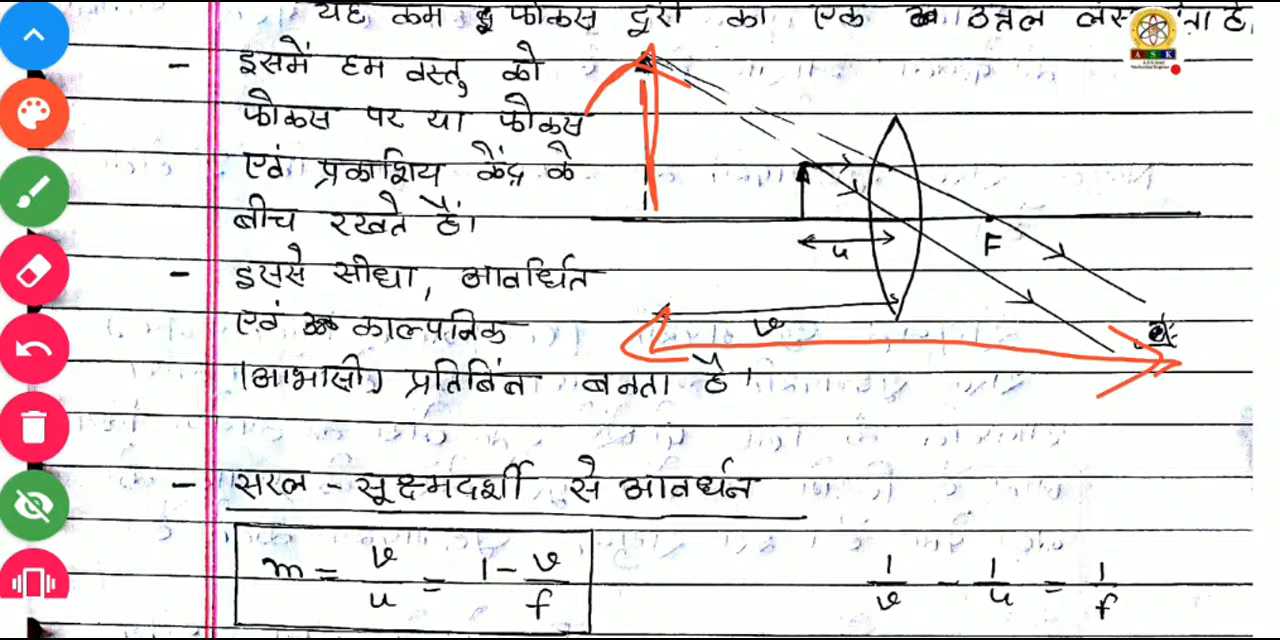 यह कम फोकस दूरी का एक उत्तल लेंस होता है,
- इसमें हम वस्तु को
फोकस पर या फोकस
एवं प्रकाशिय केंद्र के
बीच रखते हैं।
- इससे सीधा, आवर्धित
एवं काल्पनिक
(आभासी) प्रतिबिंब बनता है।
u
F
v
- सरल - सूक्ष्मदर्शी से आवर्धन
m = v/u = 1 - v/f
1/v - 1/u = 1/f
A S K